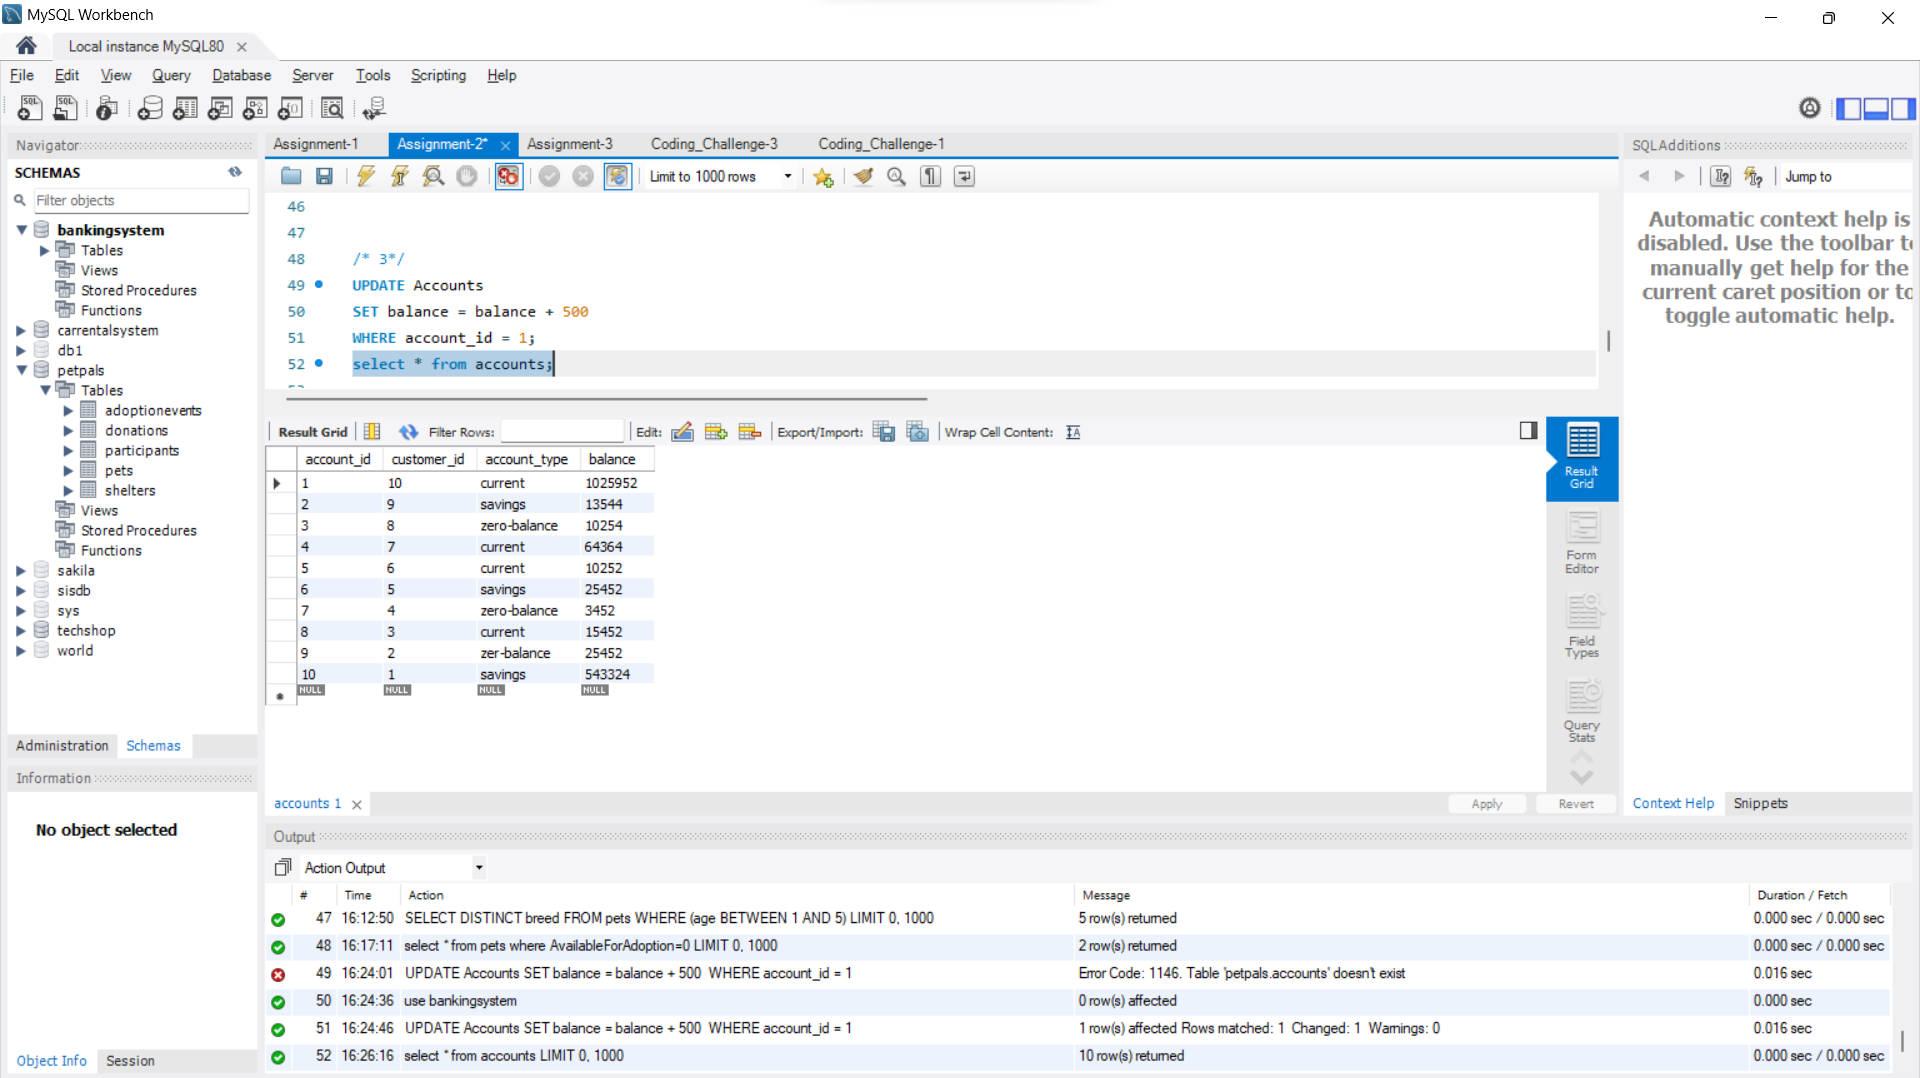 MySQL Workbench
Local instance MySQL80
File Edit View Query Database Server Tools Scripting Help
Navigator
SCHEMAS
Filter objects
bankingsystem
Tables
Views
Stored Procedures
Functions
carrentalsystem
db1
petpals
Tables
adoptionevents
donations
participants
pets
shelters
Views
Stored Procedures
Functions
sakila
sisdb
sys
techshop
world
Administration Schemas
Information
No object selected
Object Info Session
Assignment-1 Assignment-2* Assignment-3 Coding_Challenge-3 Coding_Challenge-1
Limit to 1000 rows
46
47
48 /* 3*/
49 UPDATE Accounts
50 SET balance = balance + 500
51 WHERE account_id = 1;
52 select * from accounts;
Result Grid Filter Rows: Edit: Export/Import: Wrap Cell Content:
account_id customer_id account_type balance
1 10 current 1025952
2 9 savings 13544
3 8 zero-balance 10254
4 7 current 64364
5 6 current 10252
6 5 savings 25452
7 4 zero-balance 3452
8 3 current 15452
9 2 zer-balance 25452
10 1 savings 543324
NULL NULL NULL NULL
Result
Grid
Form
Editor
Field
Types
Query
Stats
accounts 1
Apply Revert
SQLAdditions
Jump to
Automatic context help is
disabled. Use the toolbar
manually get help for the
current caret position or to
toggle automatic help.
Context Help Snippets
Output
Action Output
# Time Action Message Duration / Fetch
47 16:12:50 SELECT DISTINCT breed FROM pets WHERE (age BETWEEN 1 AND 5) LIMIT 0, 1000 5 row(s) returned 0.000 sec / 0.000 sec
48 16:17:11 select * from pets where AvailableForAdoption=0 LIMIT 0, 1000 2 row(s) returned 0.000 sec / 0.000 sec
49 16:24:01 UPDATE Accounts SET balance = balance + 500 WHERE account_id = 1 Error Code: 1146. Table 'petpals.accounts' doesn't exist 0.016 sec
50 16:24:36 use bankingsystem 0 row(s) affected 0.000 sec
51 16:24:46 UPDATE Accounts SET balance = balance + 500 WHERE account_id = 1 1 row(s) affected Rows matched: 1 Changed: 1 Warnings: 0 0.016 sec
52 16:26:16 select * from accounts LIMIT 0, 1000 10 row(s) returned 0.000 sec / 0.000 sec